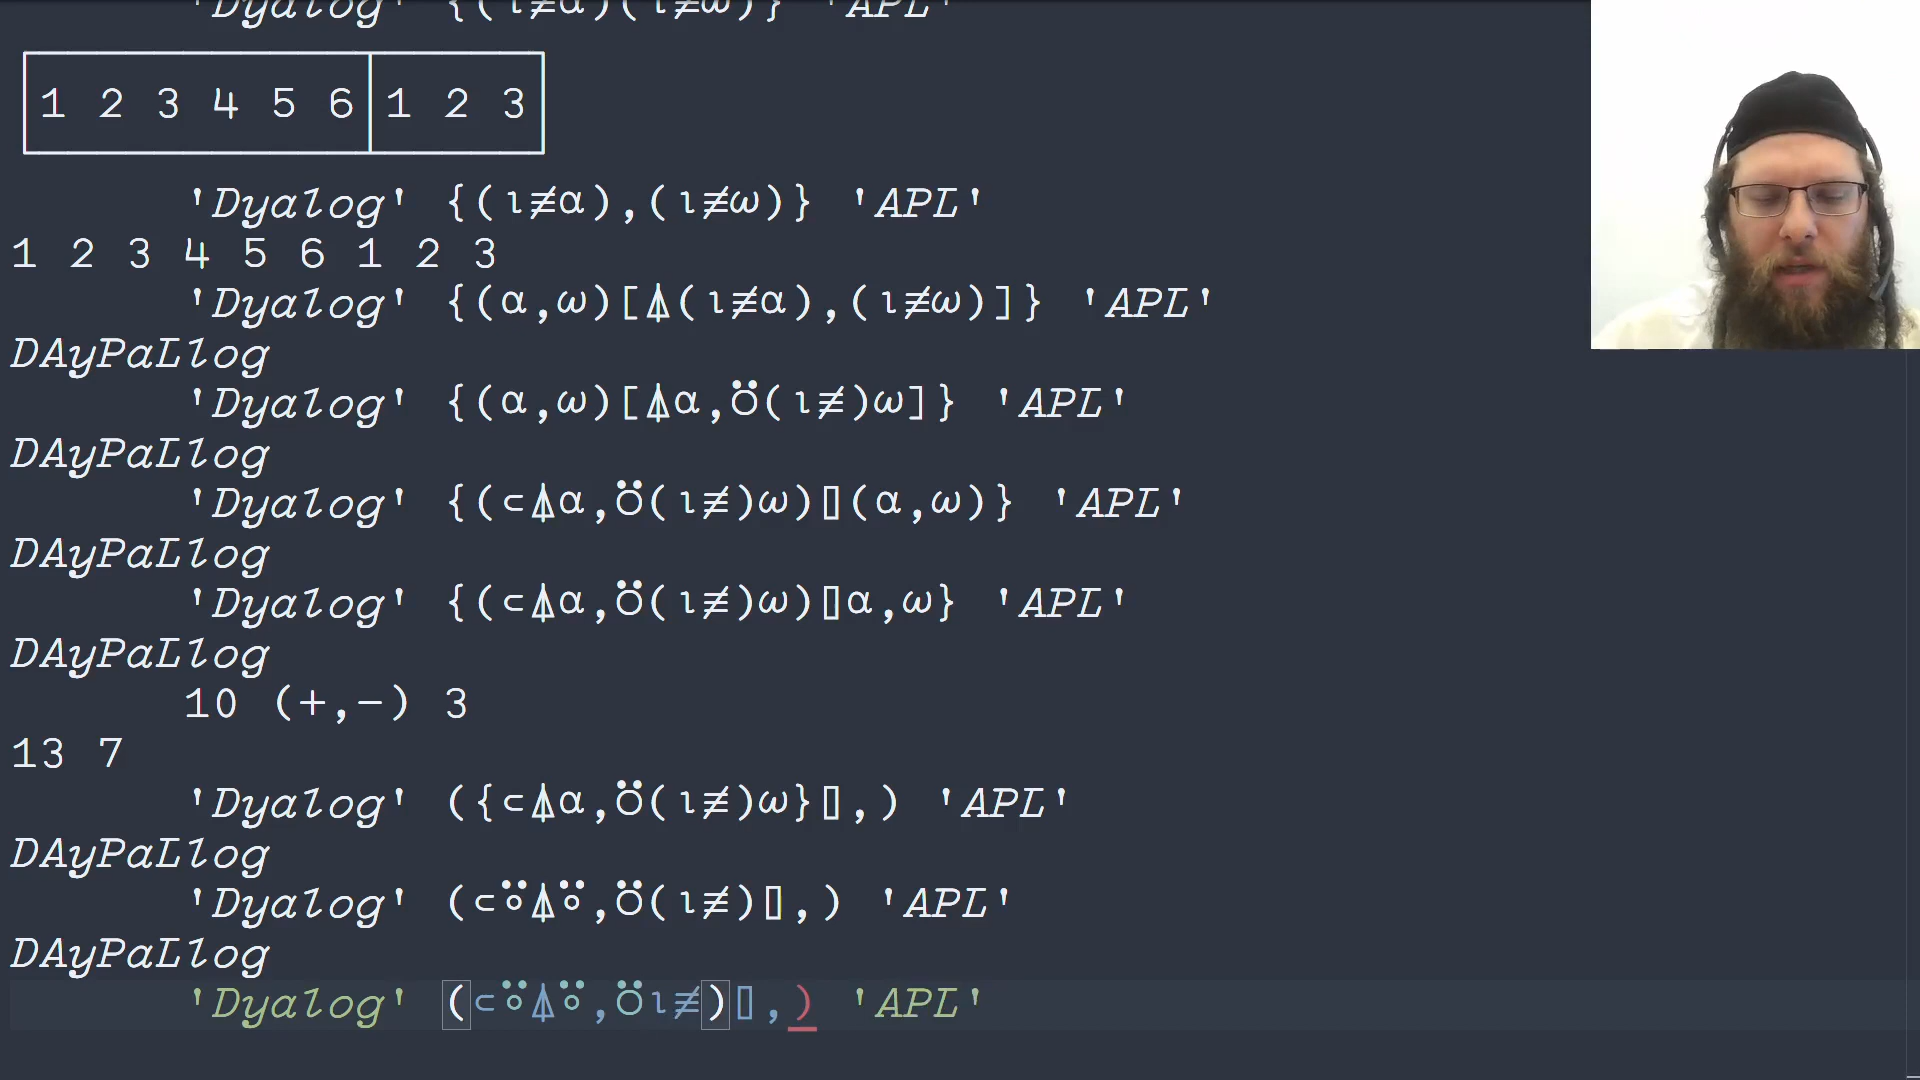 'Dyalog' {(⍳≢⍺)(⍳≢⍵)} 'APL'
1 2 3 4 5 6 1 2 3
'Dyalog' {(⍳≢⍺),(⍳≢⍵)} 'APL'
1 2 3 4 5 6 1 2 3
'Dyalog' {(⍺,⍵)[⍋(⍳≢⍺),(⍳≢⍵)]} 'APL'
DAyPaLlog
'Dyalog' {(⍺,⍵)[⍋⍺,⍥(⍳≢)⍵]} 'APL'
DAyPaLlog
'Dyalog' {(⊂⍋⍺,⍥(⍳≢)⍵)⌷(⍺,⍵)} 'APL'
DAyPaLlog
'Dyalog' {(⊂⍋⍺,⍥(⍳≢)⍵)⌷⍺,⍵} 'APL'
DAyPaLlog
10 (+,-) 3
13 7
'Dyalog' ({⊂⍋⍺,⍥(⍳≢)⍵}⌷,) 'APL'
DAyPaLlog
'Dyalog' (⊂⍤⍋⍤,⍥(⍳≢)⌷,) 'APL'
DAyPaLlog
'Dyalog' (⊂⍤⍋⍤,⍥⍳≢)⌷,) 'APL'